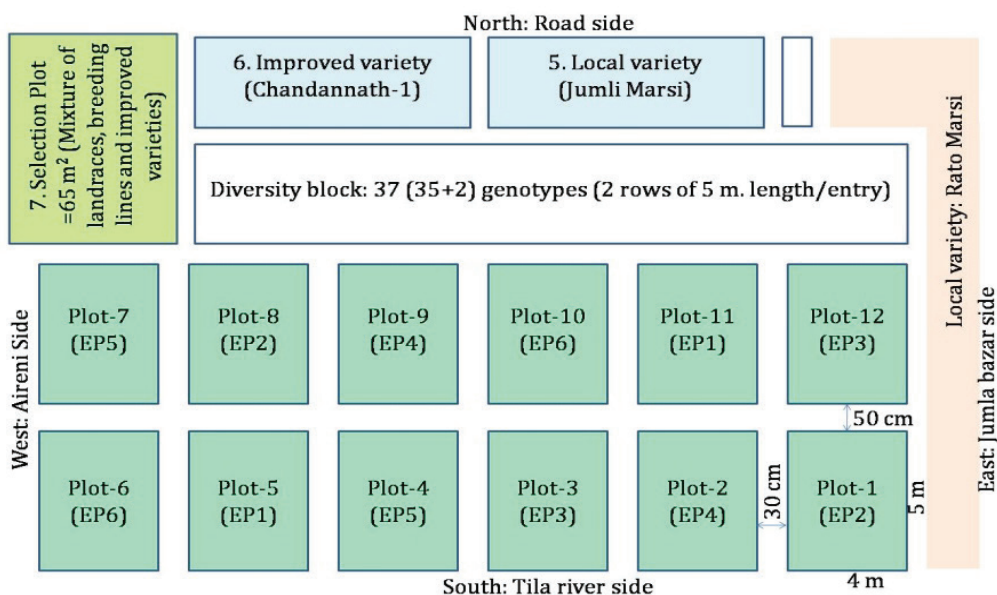 North: Road side
7. Selection Plot
=65 m² (Mixture of
landraces, breeding
lines and improved
varieties)
6. Improved variety
(Chandannath-1)
5. Local variety
(Jumli Marsi)
Diversity block: 37 (35+2) genotypes (2 rows of 5 m. length/entry)
Local variety: Rato Marsi
West: Aireni Side
East: Jumla bazar side
Plot-7
(EP5)
Plot-8
(EP2)
Plot-9
(EP4)
Plot-10
(EP6)
Plot-11
(EP1)
Plot-12
(EP3)
50 cm
Plot-6
(EP6)
Plot-5
(EP1)
Plot-4
(EP5)
Plot-3
(EP3)
Plot-2
(EP4)
30 cm
Plot-1
(EP2)
5 m
4 m
South: Tila river side